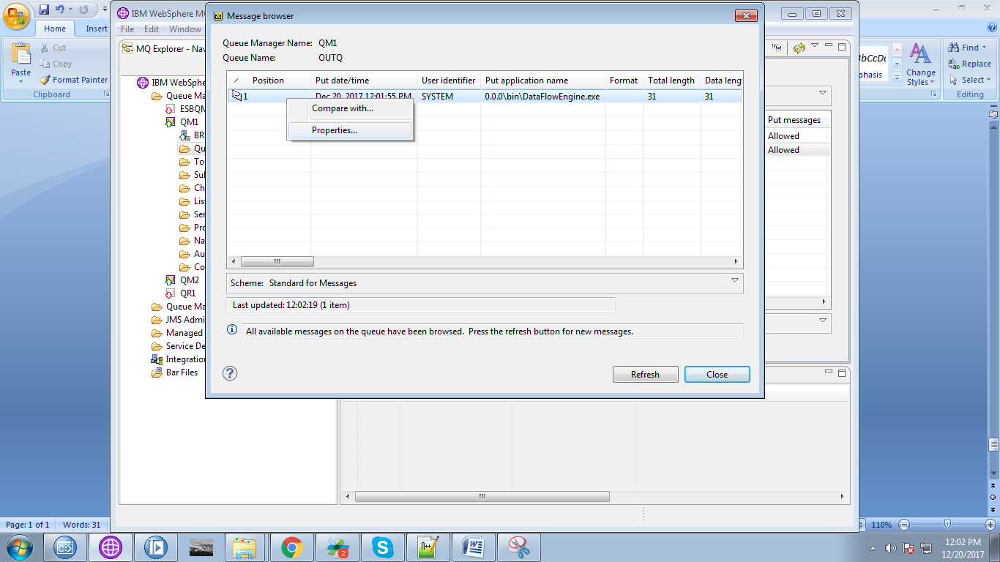 IBM WebSphere MQ
Message browser
Home
Insert
File Edit Window
Queue Manager Name: QM1
Queue Name: OUTQ
Cut
Copy
Format Painter
Paste
Clipboard
MQ Explorer - Nav
Position Put date/time User identifier Put application name Format Total length Data leng
1 Dec 20, 2017 12:01:55 PM SYSTEM 0.0.0\bin\DataFlowEngine.exe 31 31
Compare with...
Properties...
IBM WebSphe
Queue Ma
ESBQM
QM1
BR
Qu
To
Sul
Ch
List
Ser
Pro
Na
Au
Co
QM2
QR1
Queue Ma
JMS Admi
Managed
Service De
Integration
Bar Files
Scheme: Standard for Messages
Last updated: 12:02:19 (1 item)
All available messages on the queue have been browsed. Press the refresh button for new messages.
Refresh
Close
Put messages
Allowed
Allowed
phasis
Change
Styles
Find
Replace
Select
Editing
Page: 1 of 1 Words: 31
110%
2
12:02 PM
12/20/2017